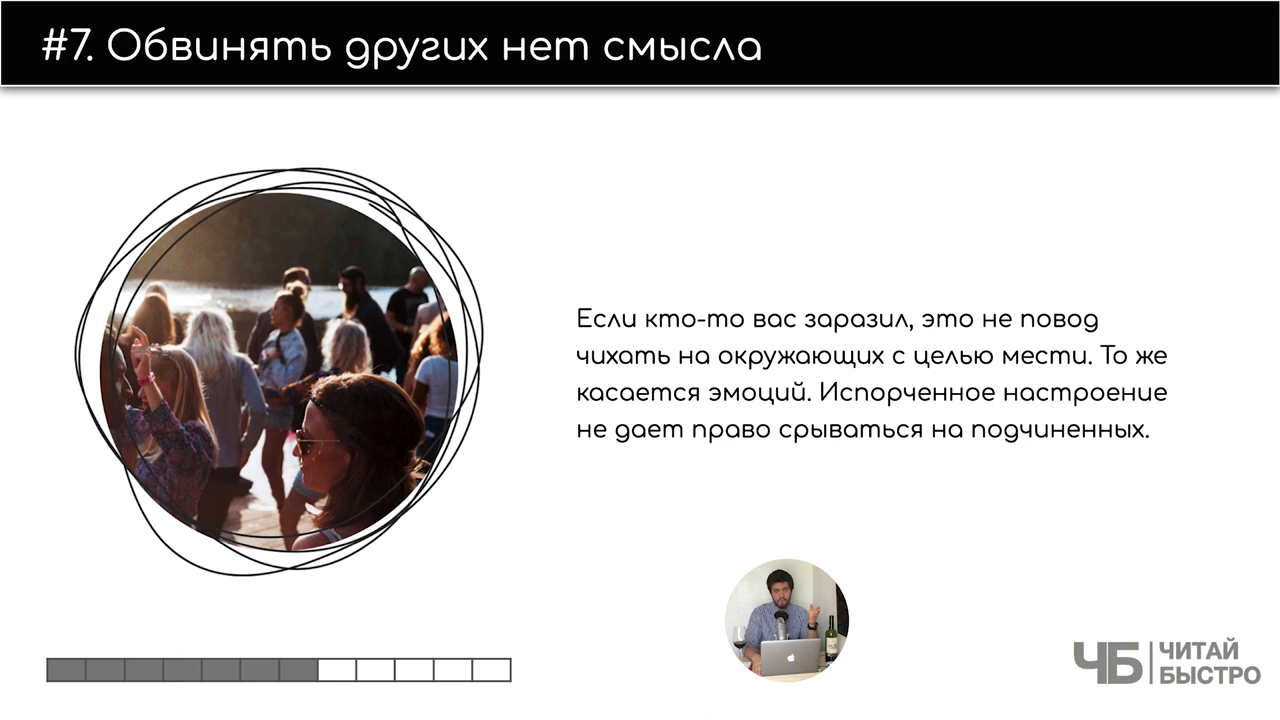 #7. Обвинять других нет смысла
Если кто-то вас заразил, это не повод
чихать на окружающих с целью мести. То же
касается эмоций. Испорченное настроение
не дает право срываться на подчиненных.
ЧБ
ЧИТАЙ
БЫСТРО